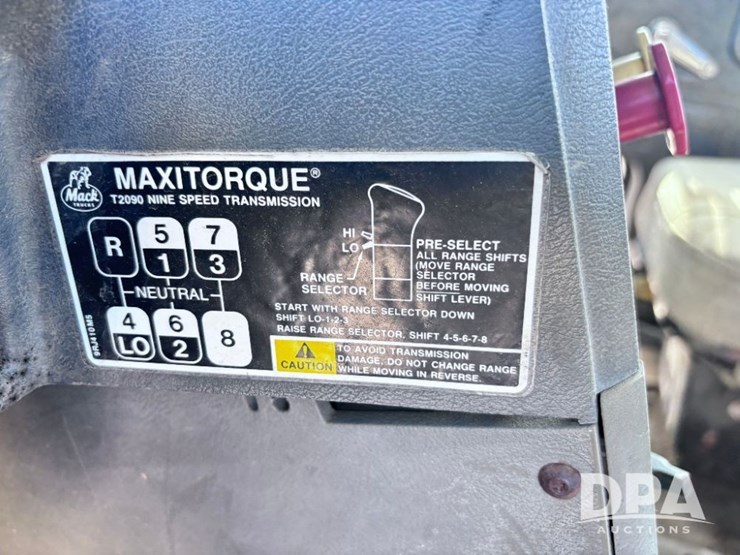 Mack
TRUCKS
MAXITORQUE®
T2090 NINE SPEED TRANSMISSION
R 5 7
1 3
NEUTRAL
4 6 8
LO 2
9RJ410M5
HI
LO
RANGE
SELECTOR
PRE-SELECT
ALL RANGE SHIFTS
(MOVE RANGE
SELECTOR
BEFORE MOVING
SHIFT LEVER)
START WITH RANGE SELECTOR DOWN
SHIFT LO-1-2-3
RAISE RANGE SELECTOR, SHIFT 4-5-6-7-8
CAUTION
TO AVOID TRANSMISSION
DAMAGE. DO NOT CHANGE RANGE
WHILE MOVING IN REVERSE.
DPA
AUCTIONS